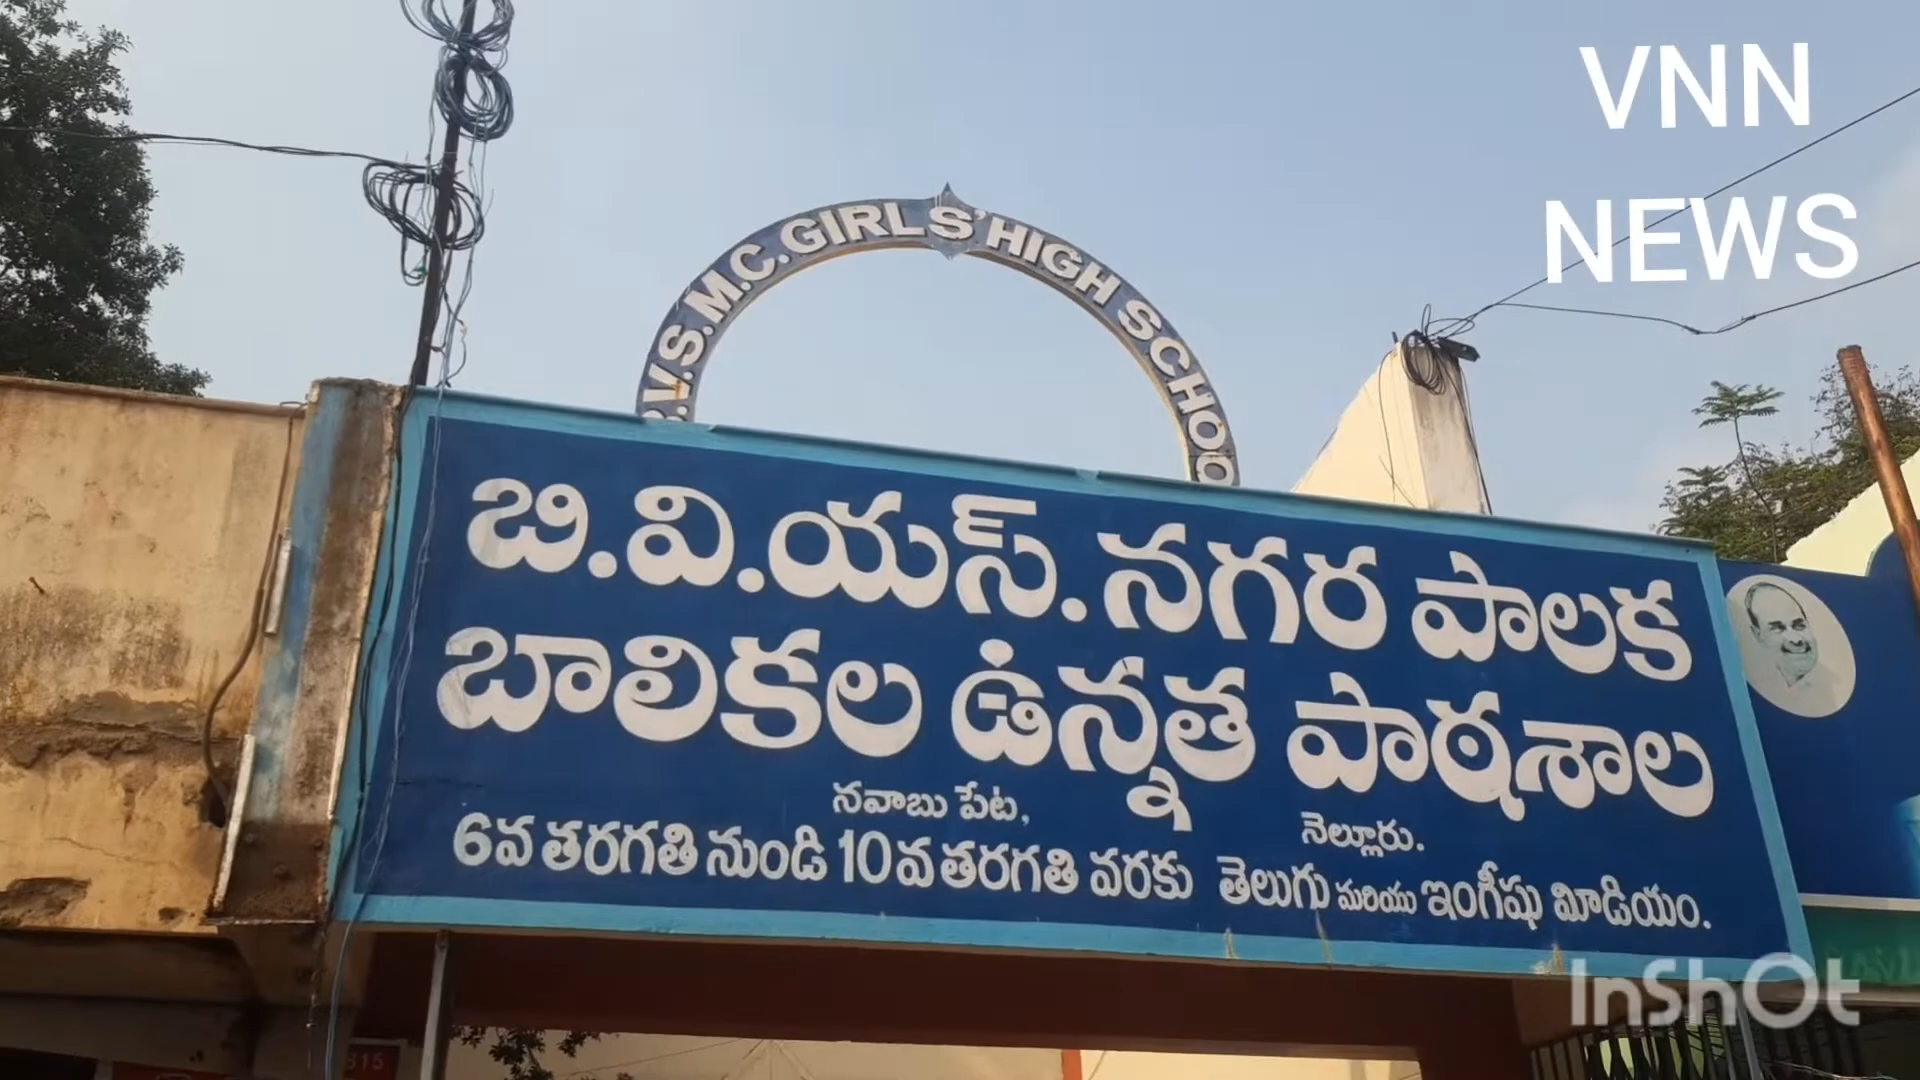 VNN
NEWS
.V.S.M.C. GIRLS' HIGH SCHOO
బి.వి.యస్. నగర పాలక
బాలికల ఉన్నత పాఠశాల
నవాబు పేట, నెల్లూరు.
6వ తరగతి నుండి 10వ తరగతి వరకు తెలుగు మరియు ఇంగీషు మీడియం.
InShOt